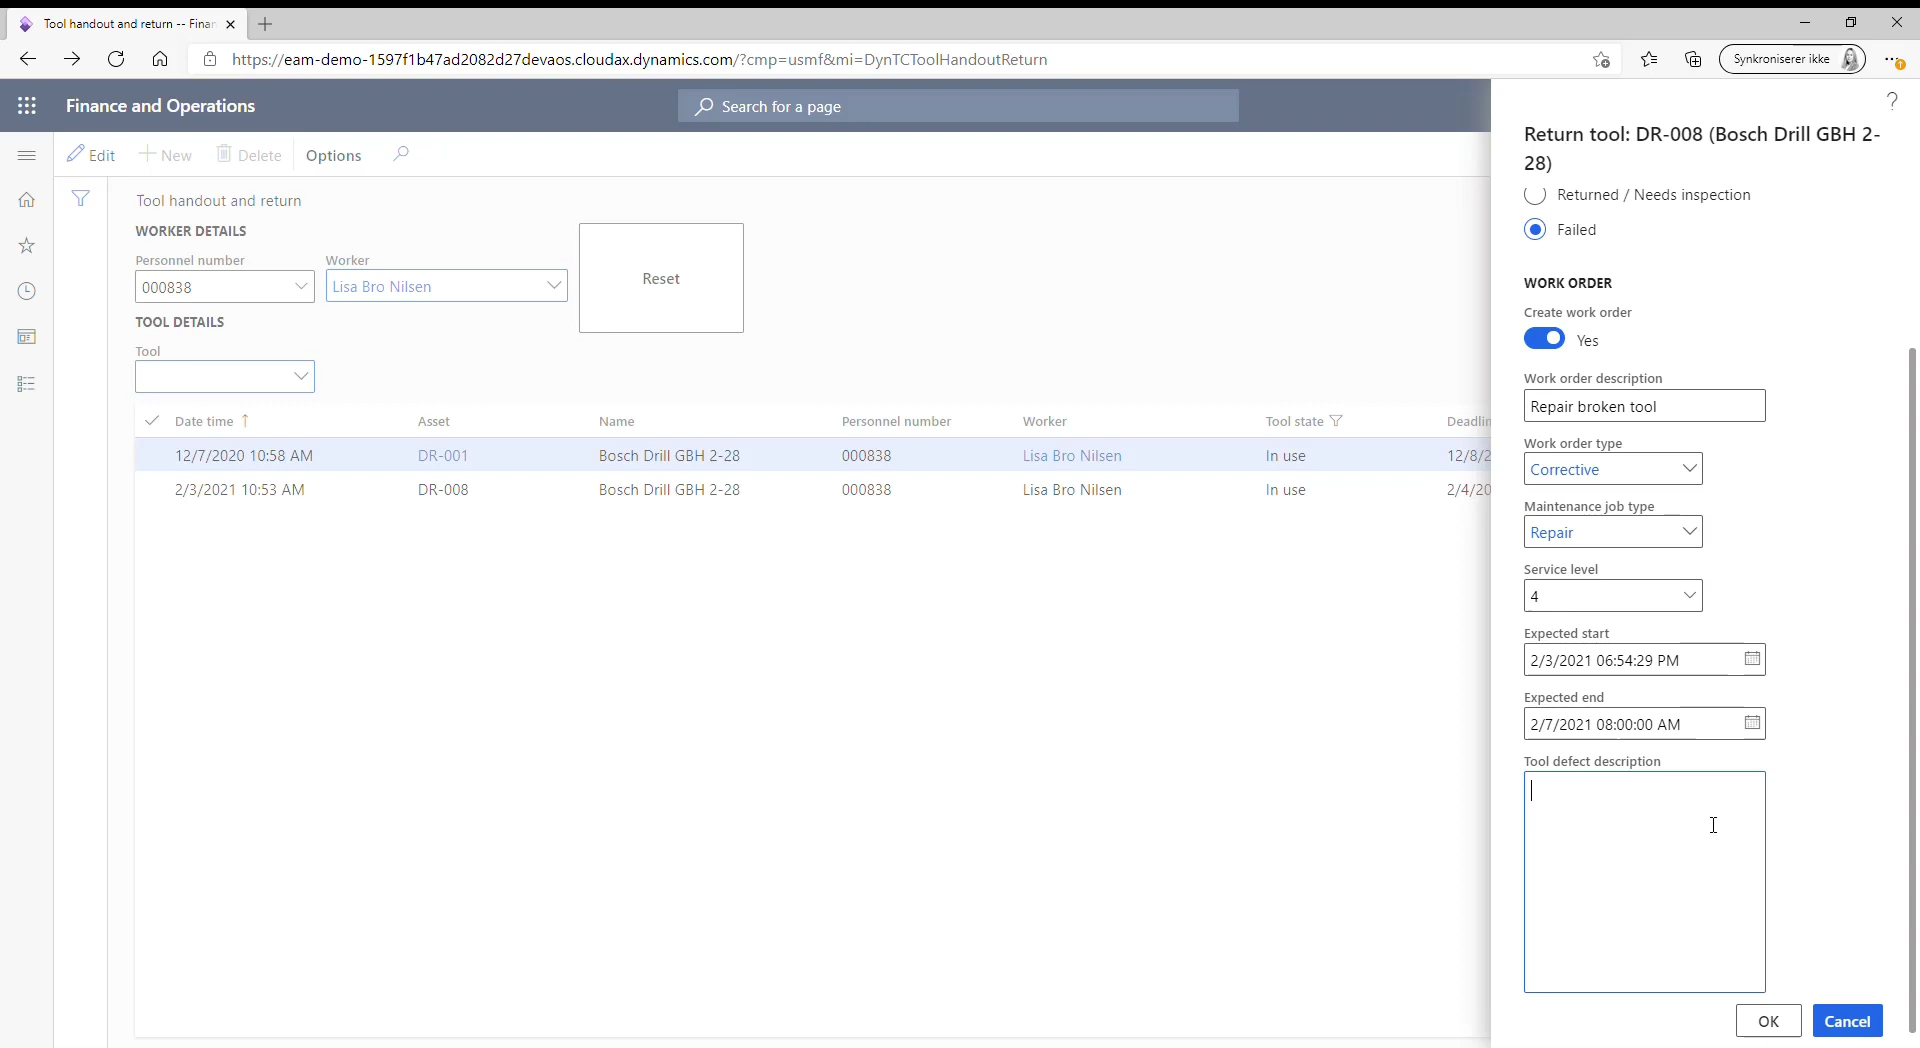 Tool handout and return -- Finan
https://eam-demo-1597f1b47ad2082d27devaos.cloudax.dynamics.com/?cmp=usmf&mi=DynTCToolHandoutReturn
Synkroniserer ikke
Finance and Operations
Search for a page
?
Edit
New
Delete
Options
Tool handout and return
WORKER DETAILS
Personnel number
Worker
000838
Lisa Bro Nilsen
Reset
TOOL DETAILS
Tool
Date time
Asset
Name
Personnel number
Worker
Tool state
Deadlin
12/7/2020 10:58 AM
DR-001
Bosch Drill GBH 2-28
000838
Lisa Bro Nilsen
In use
12/8/2
2/3/2021 10:53 AM
DR-008
Bosch Drill GBH 2-28
000838
Lisa Bro Nilsen
In use
2/4/20
Return tool: DR-008 (Bosch Drill GBH 2-
28)
Returned / Needs inspection
Failed
WORK ORDER
Create work order
Yes
Work order description
Repair broken tool
Work order type
Corrective
Maintenance job type
Repair
Service level
4
Expected start
2/3/2021 06:54:29 PM
Expected end
2/7/2021 08:00:00 AM
Tool defect description
OK
Cancel